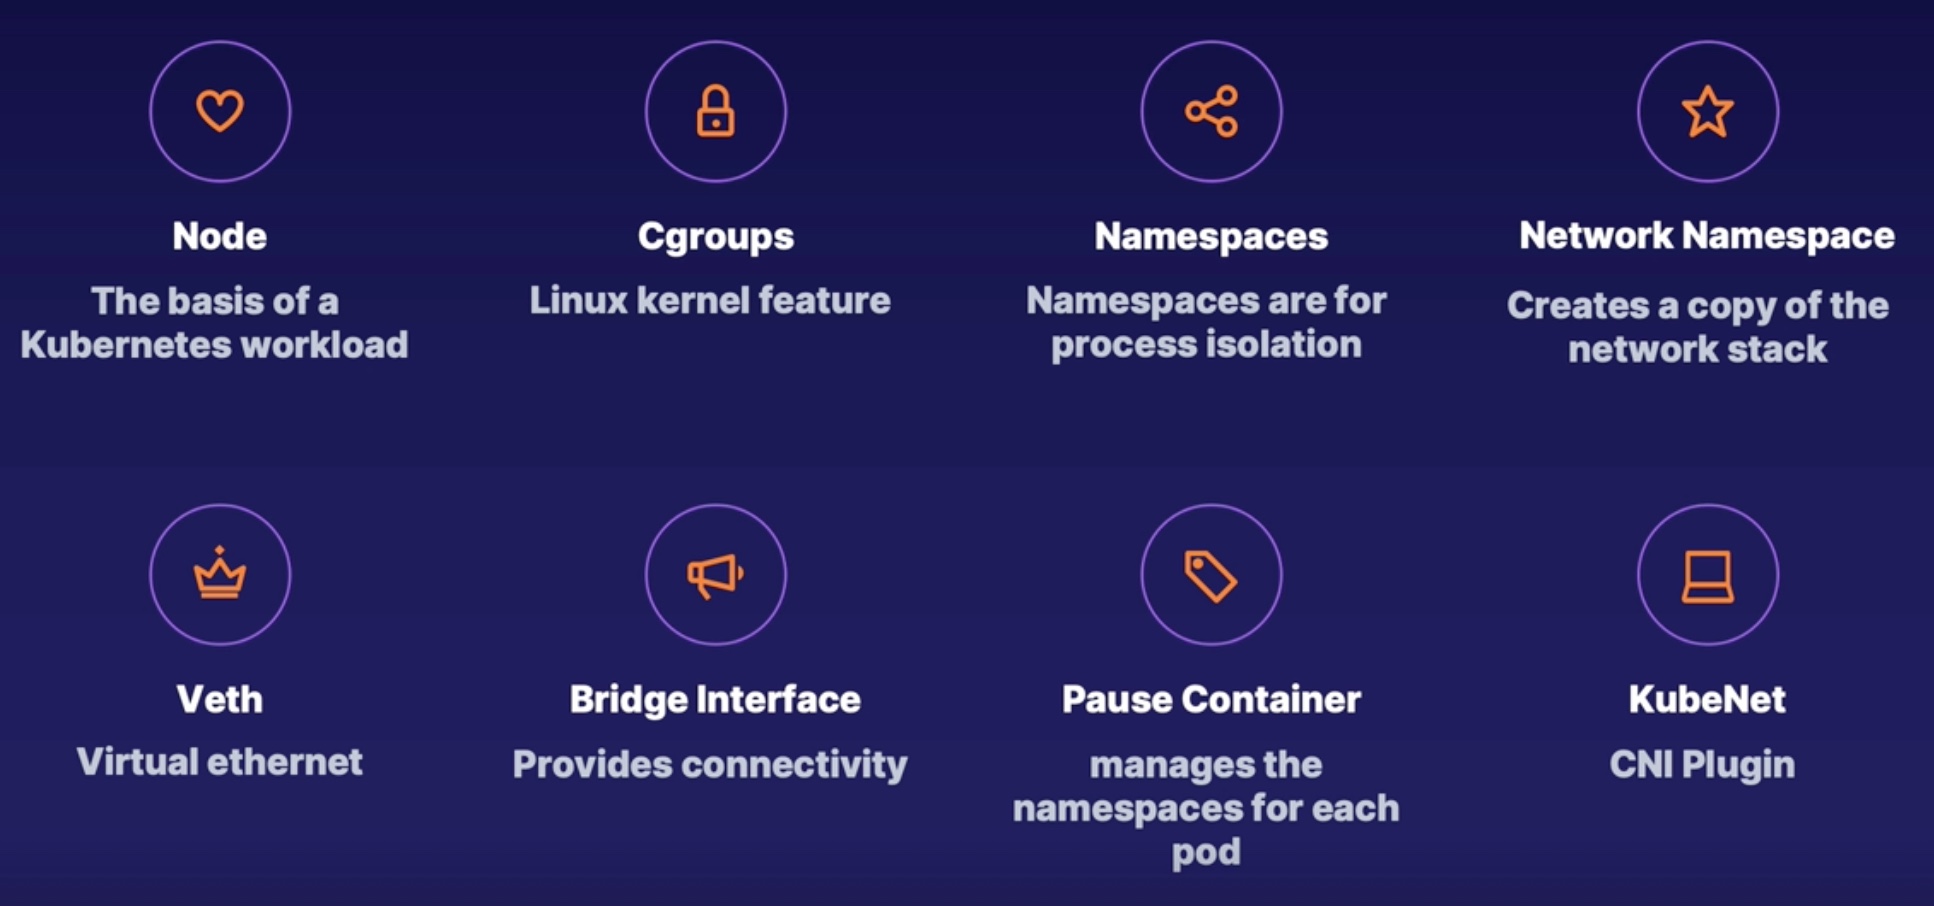 Node
The basis of a
Kubernetes workload
Cgroups
Linux kernel feature
Namespaces
Namespaces are for
process isolation
Network Namespace
Creates a copy of the
network stack
Veth
Virtual ethernet
Bridge Interface
Provides connectivity
Pause Container
manages the
namespaces for each
pod
KubeNet
CNI Plugin